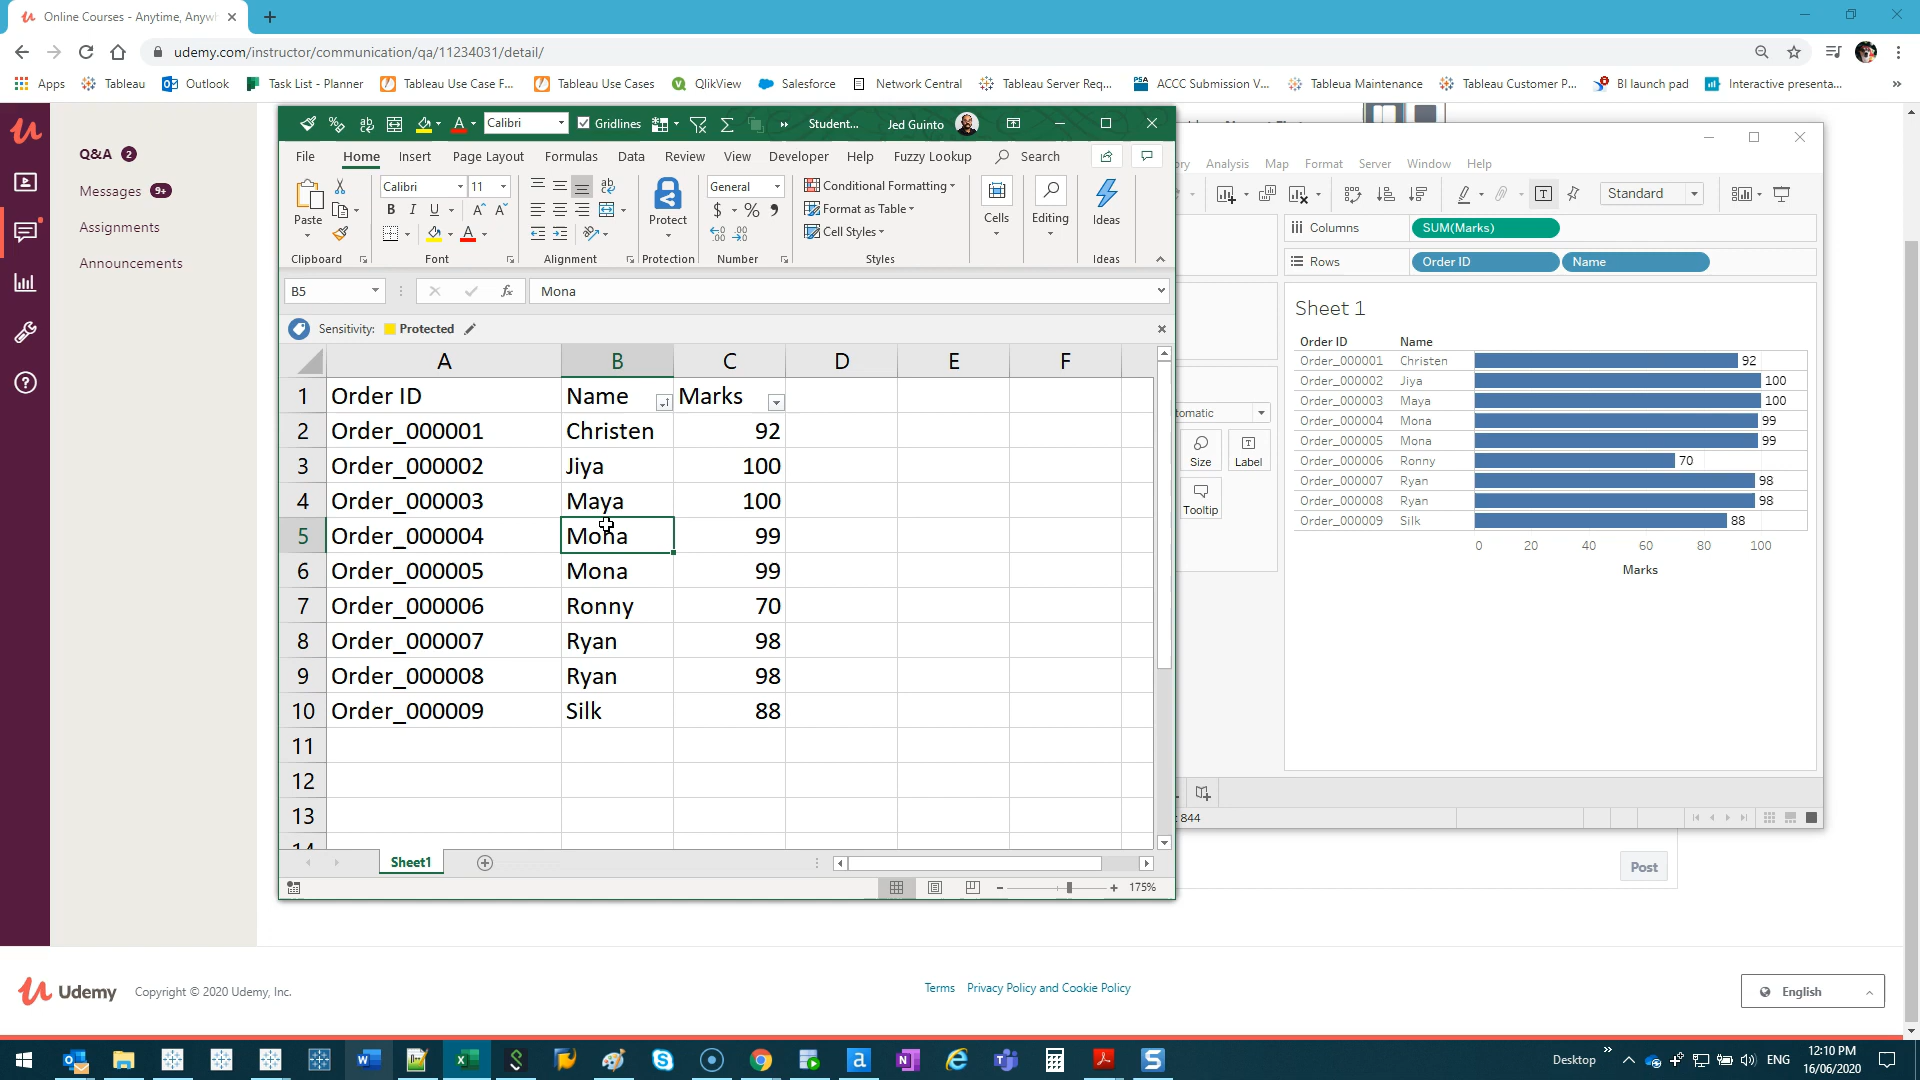 Online Courses - Anytime, Anywh
udemy.com/instructor/communication/qa/11234031/detail/
Apps Tableau Outlook Task List - Planner Tableau Use Case F... Tableau Use Cases QlikView Salesforce Network Central Tableau Server Req... ACCC Submission V... Tableua Maintenance Tableau Customer P... BI launch pad Interactive presenta... »
Q&A 2
Messages 9+
Assignments
Announcements
Calibri Gridlines Student... Jed Guinto
File Home Insert Page Layout Formulas Data Review View Developer Help Fuzzy Lookup Search
Paste Calibri 11 General Protect Conditional Formatting Format as Table Cell Styles Cells Editing Ideas
B I U $ %
Clipboard Font Alignment Protection Number Styles Ideas
B5 fx Mona
Sensitivity: Protected
A B C D E F
1 Order ID Name Marks
2 Order_000001 Christen 92
3 Order_000002 Jiya 100
4 Order_000003 Maya 100
5 Order_000004 Mona 99
6 Order_000005 Mona 99
7 Order_000006 Ronny 70
8 Order_000007 Ryan 98
9 Order_000008 Ryan 98
10 Order_000009 Silk 88
11
12
13
14
Sheet1
175%
ry Analysis Map Format Server Window Help
Standard
Columns SUM(Marks)
Rows Order ID Name
Sheet 1
Order ID Name
Order_000001 Christen 92
Order_000002 Jiya 100
Order_000003 Maya 100
Order_000004 Mona 99
Order_000005 Mona 99
Order_000006 Ronny 70
Order_000007 Ryan 98
Order_000008 Ryan 98
Order_000009 Silk 88
0 20 40 60 80 100
Marks
tomatic
Size Label
Tooltip
: 844
Post
Udemy Copyright © 2020 Udemy, Inc.
Terms Privacy Policy and Cookie Policy
English
Desktop » ENG 12:10 PM
16/06/2020